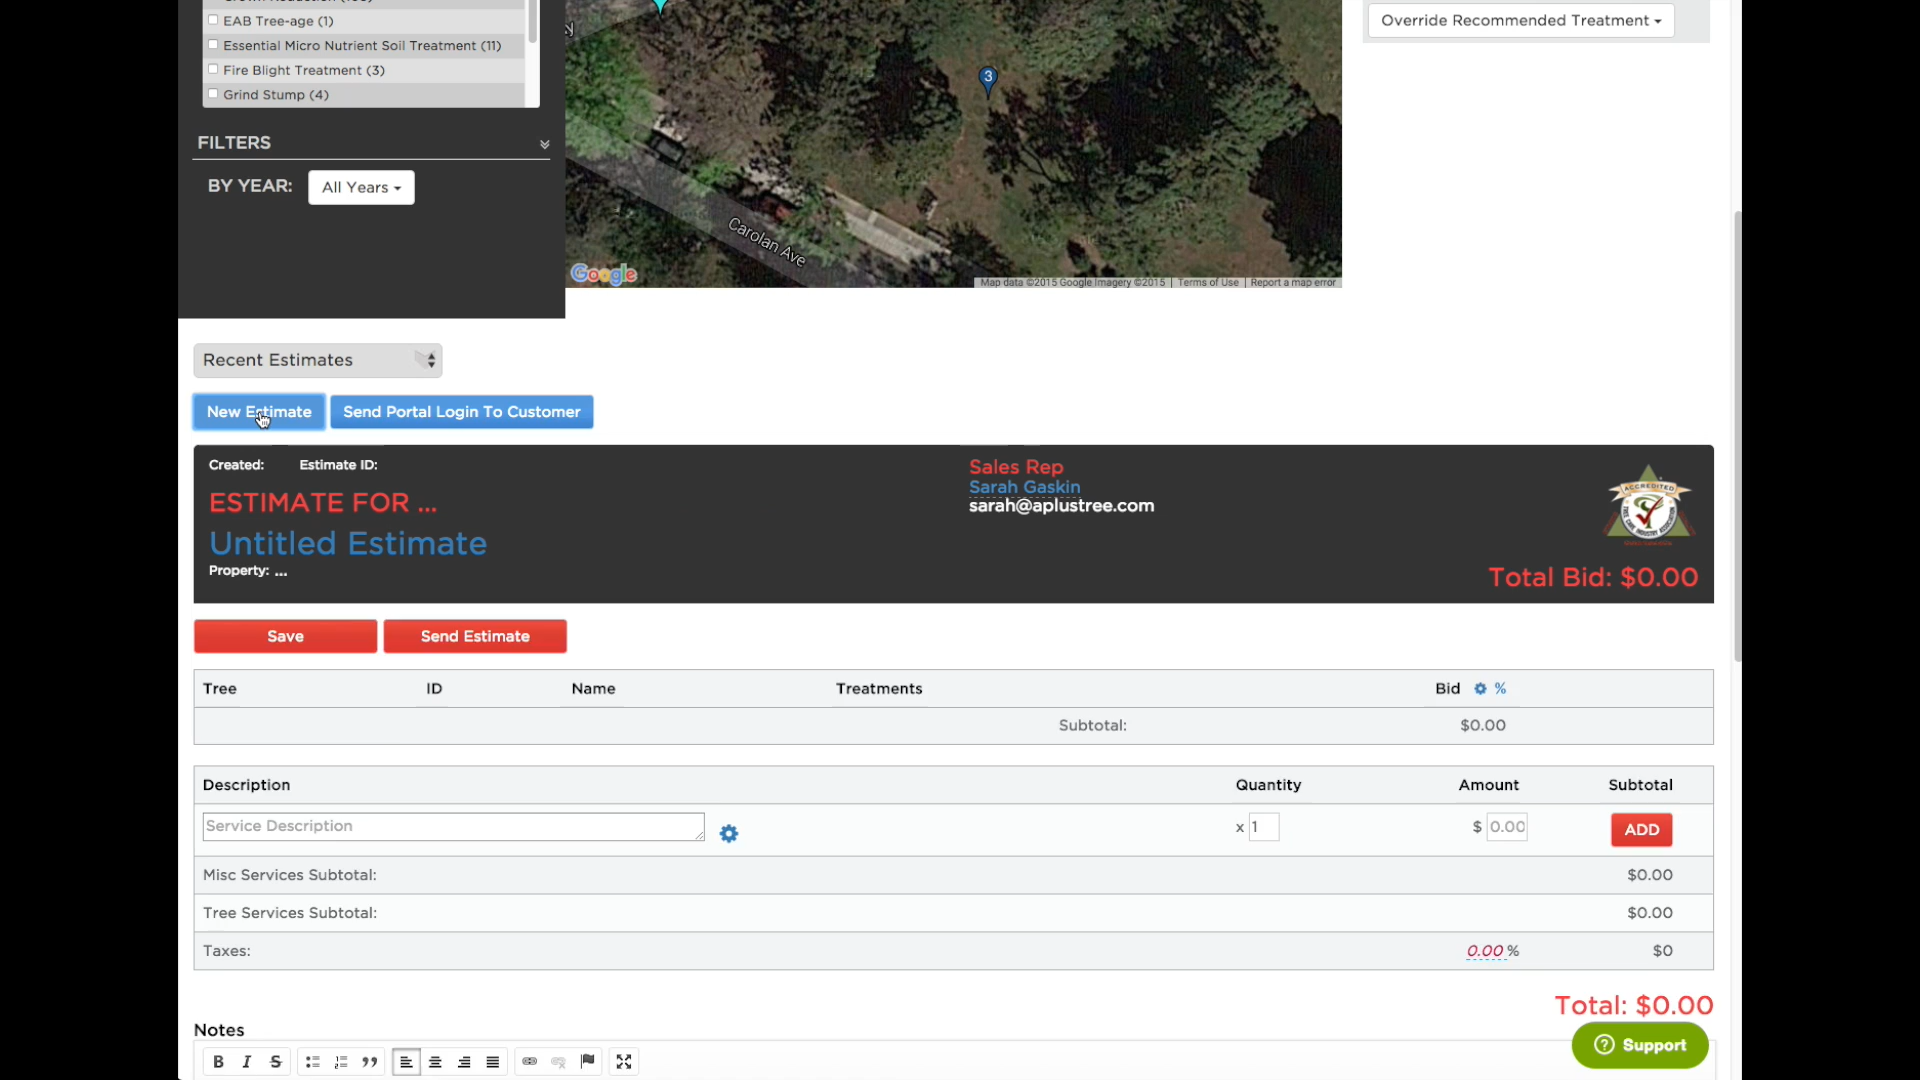 EAB Tree-age (1)
Essential Micro Nutrient Soil Treatment (11)
Fire Blight Treatment (3)
Grind Stump (4)
FILTERS
BY YEAR: All Years
3
Carolan Ave
Google
Map data ©2015 Google Imagery ©2015 | Terms of Use | Report a map error
Override Recommended Treatment
Recent Estimates
New Estimate
Send Portal Login To Customer
Created: Estimate ID:
ESTIMATE FOR ...
Untitled Estimate
Property: ...
Sales Rep
Sarah Gaskin
sarah@aplustree.com
ACCREDITED
TREE CARE INDUSTRY ASSOCIATION
Total Bid: $0.00
Save
Send Estimate
Tree ID Name Treatments Bid %
Subtotal: $0.00
Description Quantity Amount Subtotal
Service Description x 1 $ 0.00 ADD
Misc Services Subtotal: $0.00
Tree Services Subtotal: $0.00
Taxes: 0.00 % $0
Total: $0.00
Notes
B I S
Support